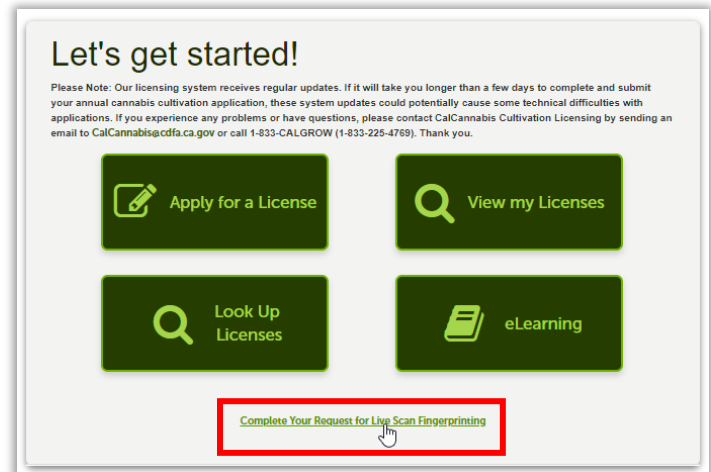 Let's get started!
Please Note: Our licensing system receives regular updates. If it will take you longer than a few days to complete and submit
your annual cannabis cultivation application, these system updates could potentially cause some technical difficulties with
applications. If you experience any problems or have questions, please contact CalCannabis Cultivation Licensing by sending an
email to CalCannabis@cdfa.ca.gov or call 1-833-CALGROW (1-833-225-4769). Thank you.
Apply for a License
View my Licenses
Look Up
Licenses
eLearning
Complete Your Request for Live Scan Fingerprinting